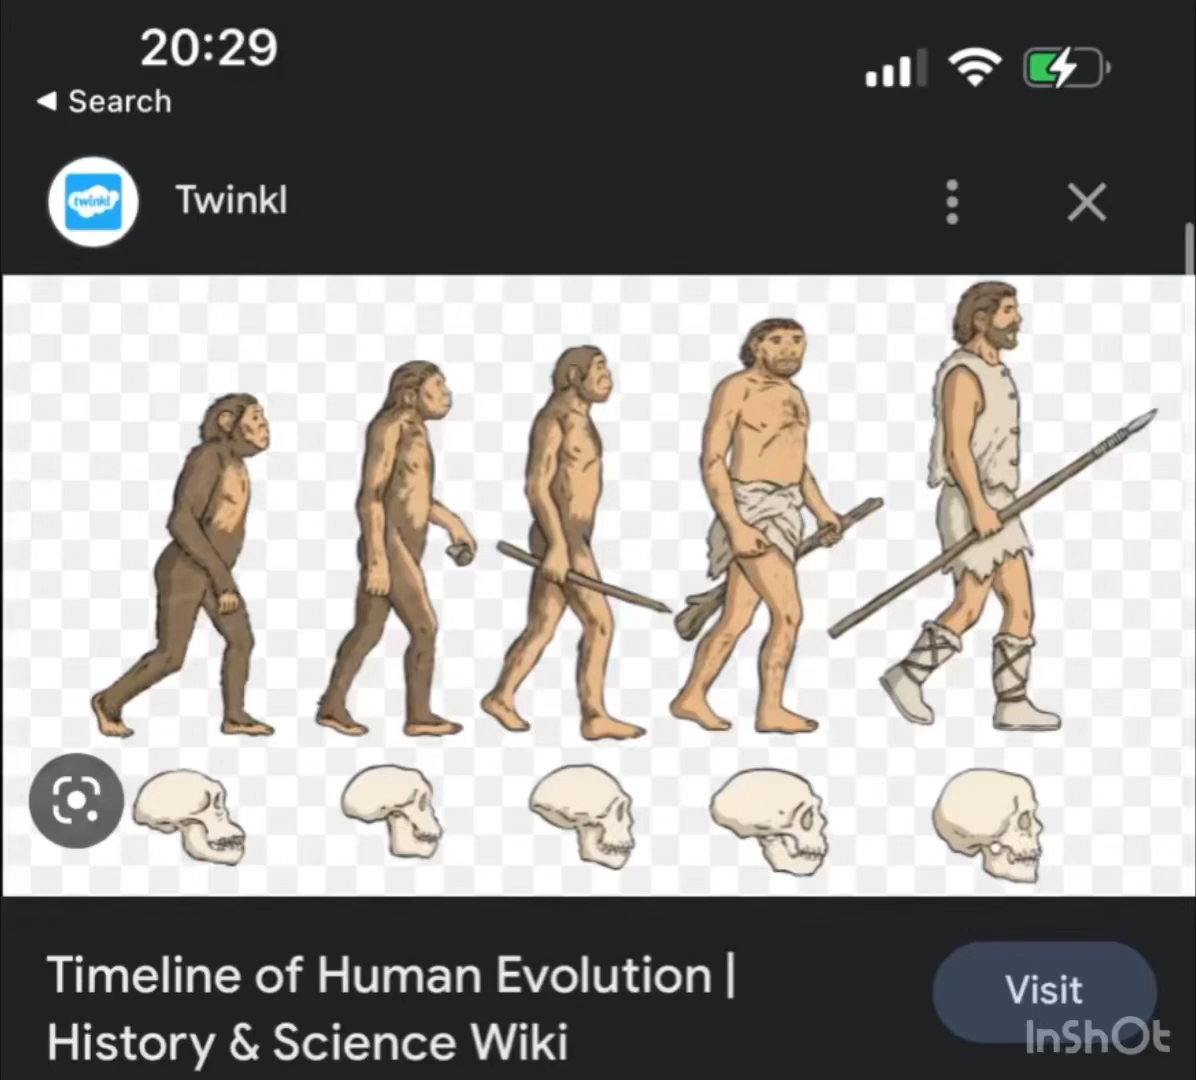 20:29
◀ Search
twinkl
Twinkl
Timeline of Human Evolution |
History & Science Wiki
Visit
InShOt